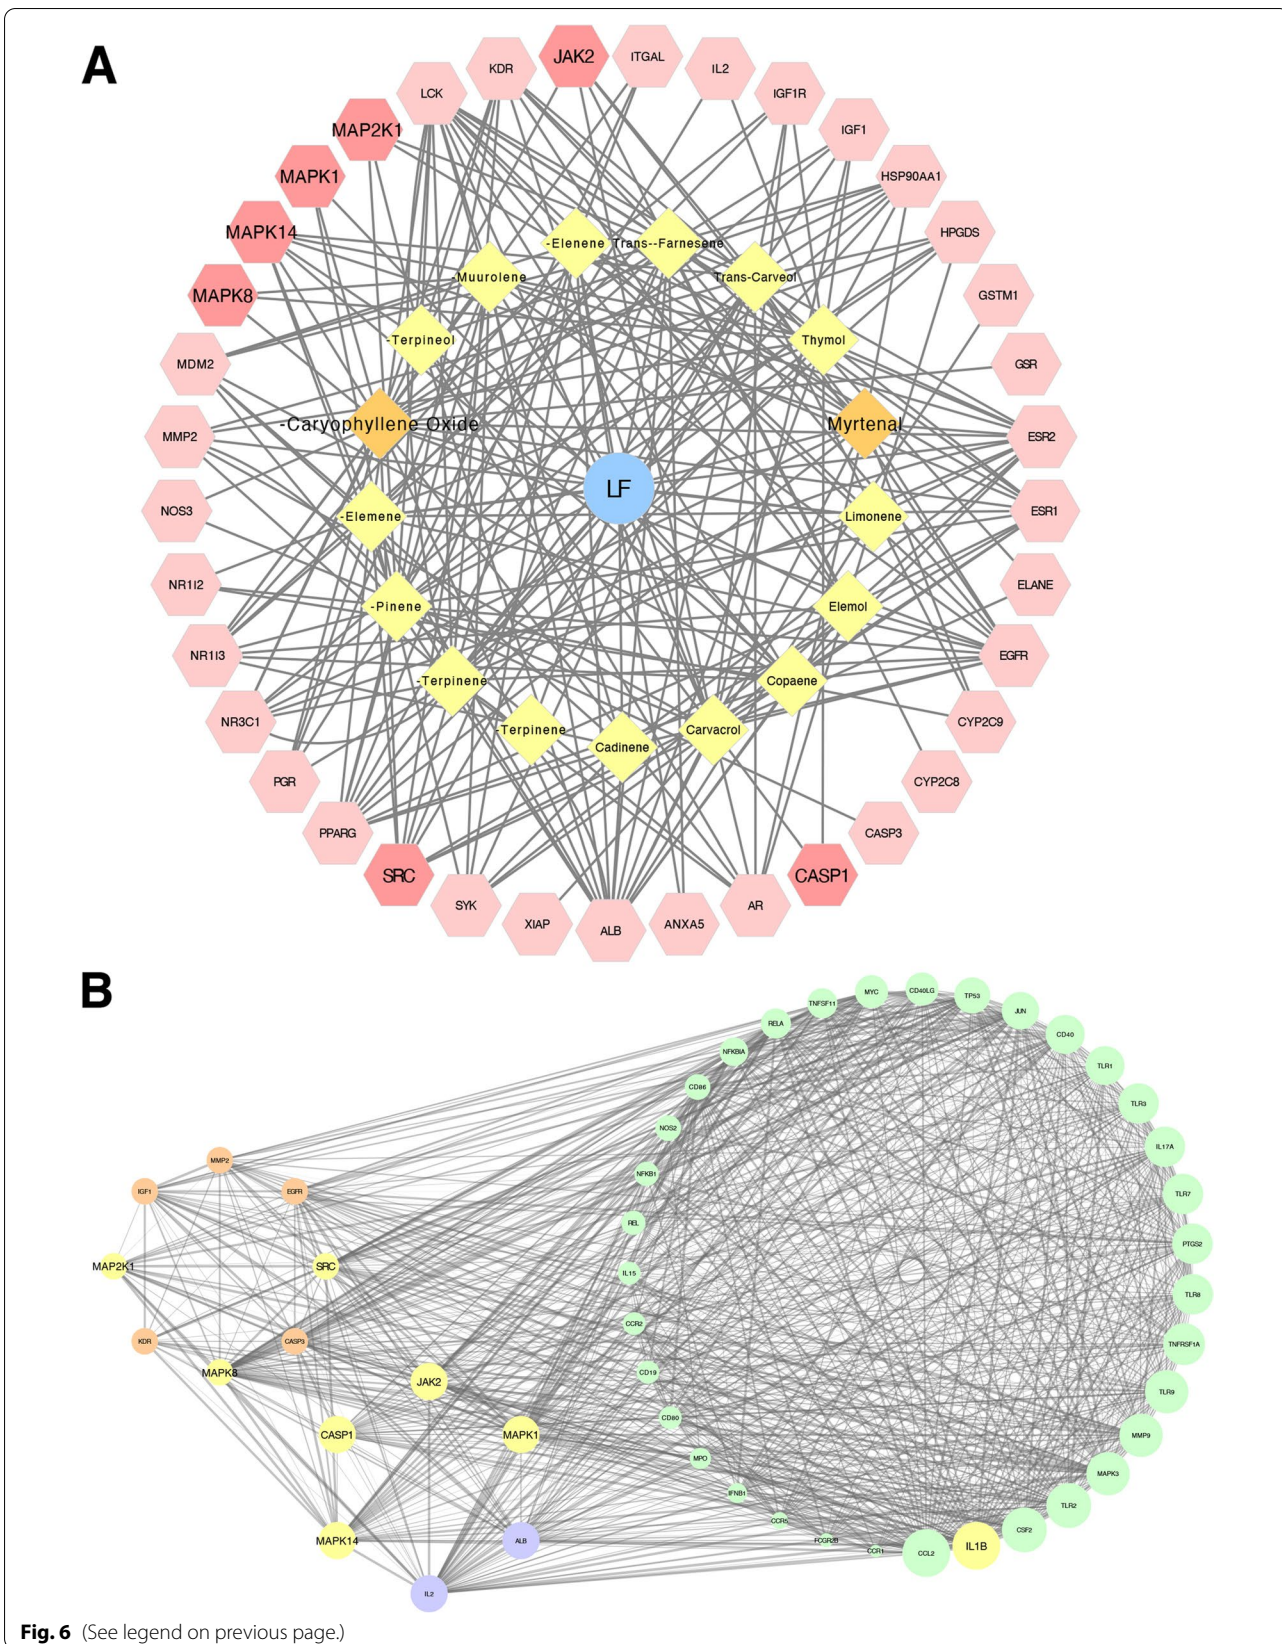 A
JAK2
ITGAL
KDR
IL2
LCK
IGF1R
MAP2K1
IGF1
MAPK1
HSP90AA1
MAPK14
HPGDS
-Elenene
Trans--Farnesene
-Muurolene
Trans-Carveol
MAPK8
GSTM1
-Terpineol
Thymol
MDM2
GSR
-Caryophyllene Oxide
Myrtenal
MMP2
ESR2
LF
NOS3
-Elemene
Limonene
ESR1
NR1I2
ELANE
-Pinene
Elemol
NR1I3
EGFR
-Terpinene
Copaene
NR3C1
CYP2C9
-Terpinene
Cadinene
Carvacrol
PGR
CYP2C8
PPARG
CASP3
SRC
CASP1
SYK
AR
XIAP
ALB
ANXA5
B
MYC
CD40LG
TP53
TNFSF11
JUN
RELA
CD40
NFKBIA
TLR1
CD86
TLR3
NOS2
IL17A
MMP2
NFKB1
IGF1
EGFR
TLR7
REL
PTGS2
MAP2K1
SRC
IL15
TLR8
CCR2
KDR
CASP3
TNFRSF1A
MAPK8
CD19
JAK2
TLR9
CD80
CASP1
MAPK1
MMP9
MPO
MAPK3
IFNB1
TLR2
CCR5
CSF2
MAPK14
ALB
FCGR2B
IL1B
CCR1
CCL2
IL2
Fig. 6 (See legend on previous page.)